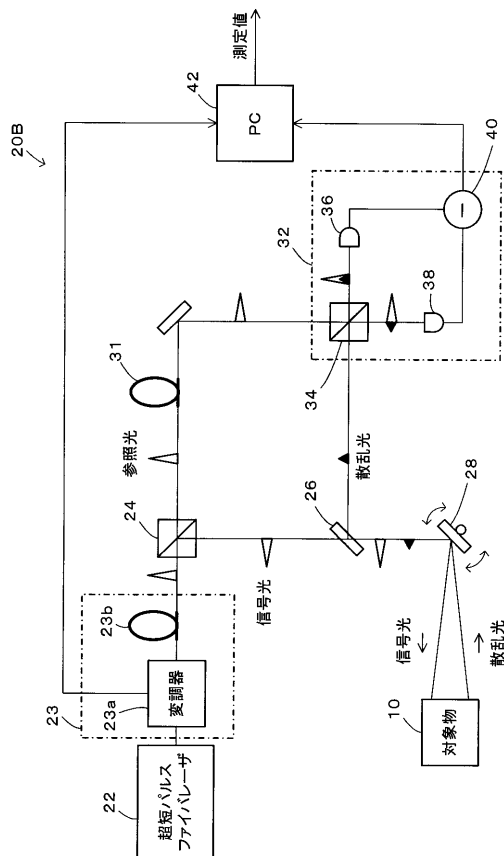 20B
42
PC
測定値
23
23a
変調器
23b
22
超短パルス
ファイバレーザ
24
参照光
31
信号光
26
散乱光
34
32
36
38
40
28
信号光
散乱光
10
対象物